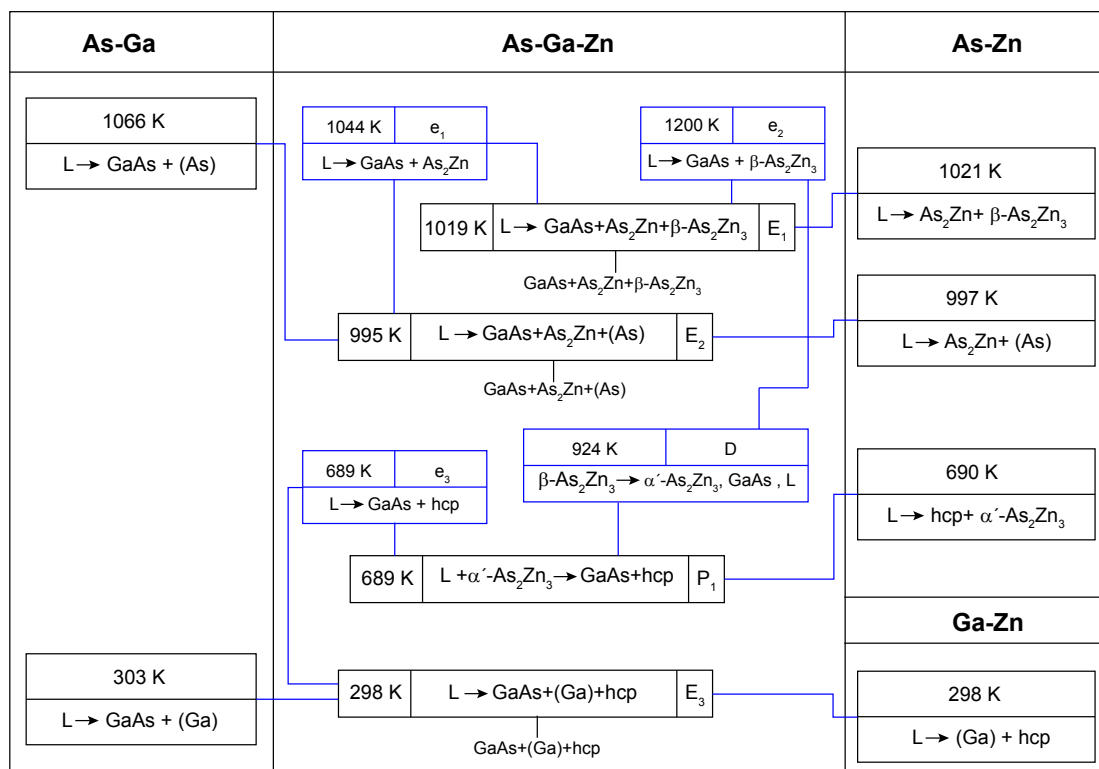 As-Ga
As-Ga-Zn
As-Zn
1066 K
L→ GaAs + (As)
1044 K
e₁
L→ GaAs + As₂Zn
1200 K
e₂
L→ GaAs + β-As₂Zn₃
1021 K
L→ As₂Zn+ β-As₂Zn₃
1019 K
L→ GaAs+As₂Zn+β-As₂Zn₃
E₁
GaAs+As₂Zn+β-As₂Zn₃
997 K
L→ As₂Zn+ (As)
995 K
L→ GaAs+As₂Zn+(As)
E₂
GaAs+As₂Zn+(As)
924 K
D
β-As₂Zn₃→ α´-As₂Zn₃, GaAs , L
689 K
e₃
L→ GaAs + hcp
690 K
L→ hcp+ α´-As₂Zn₃
689 K
L +α´-As₂Zn₃→ GaAs+hcp
P₁
Ga-Zn
303 K
L→ GaAs + (Ga)
298 K
L → GaAs+(Ga)+hcp
E₃
GaAs+(Ga)+hcp
298 K
L→ (Ga) + hcp